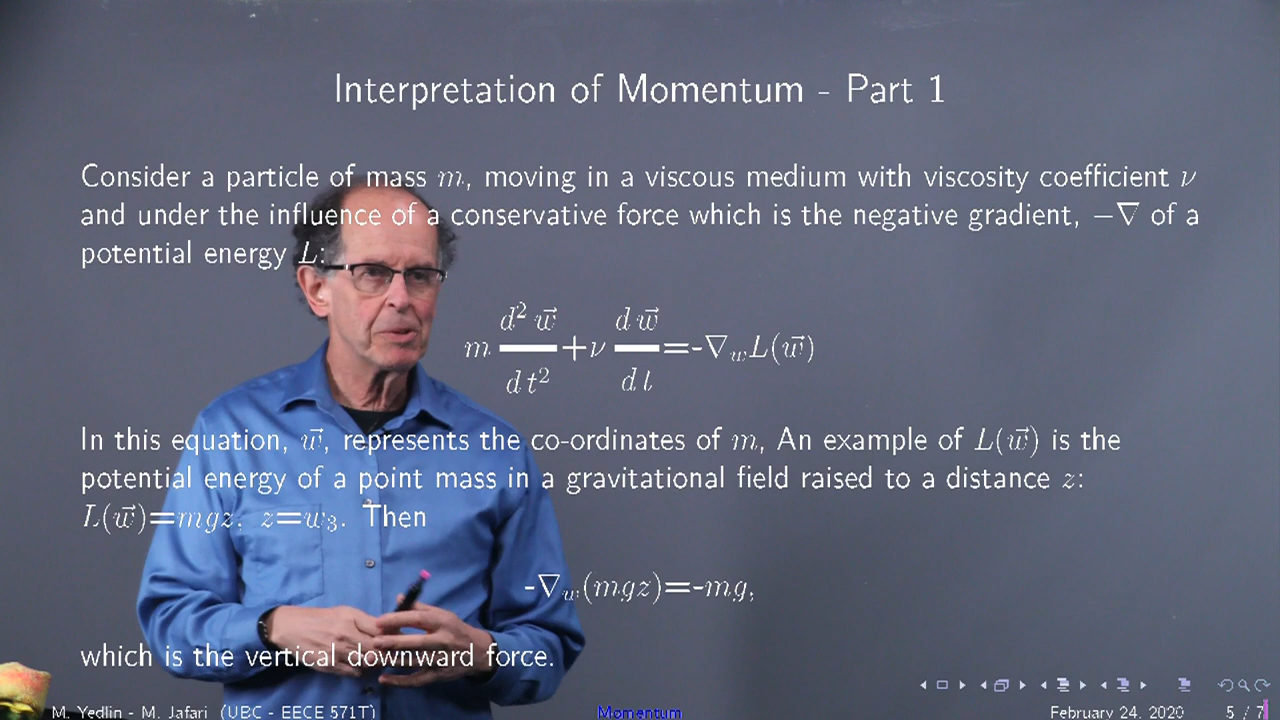 Interpretation of Momentum - Part 1
Consider a particle of mass m, moving in a viscous medium with viscosity coefficient ν
and under the influence of a conservative force which is the negative gradient, −∇ of a
potential energy L:
m d² w⃗/dt² + ν d w⃗/dt = -∇_w L(w⃗)
In this equation, w⃗, represents the co-ordinates of m, An example of L(w⃗) is the
potential energy of a point mass in a gravitational field raised to a distance z:
L(w⃗)=mgz, z=w₃. Then
-∇_w(mgz)=-mg,
which is the vertical downward force.
M. Yedlin - M. Jafari (UBC - EECE 571T) Momentum February 24, 2020 5 / 7